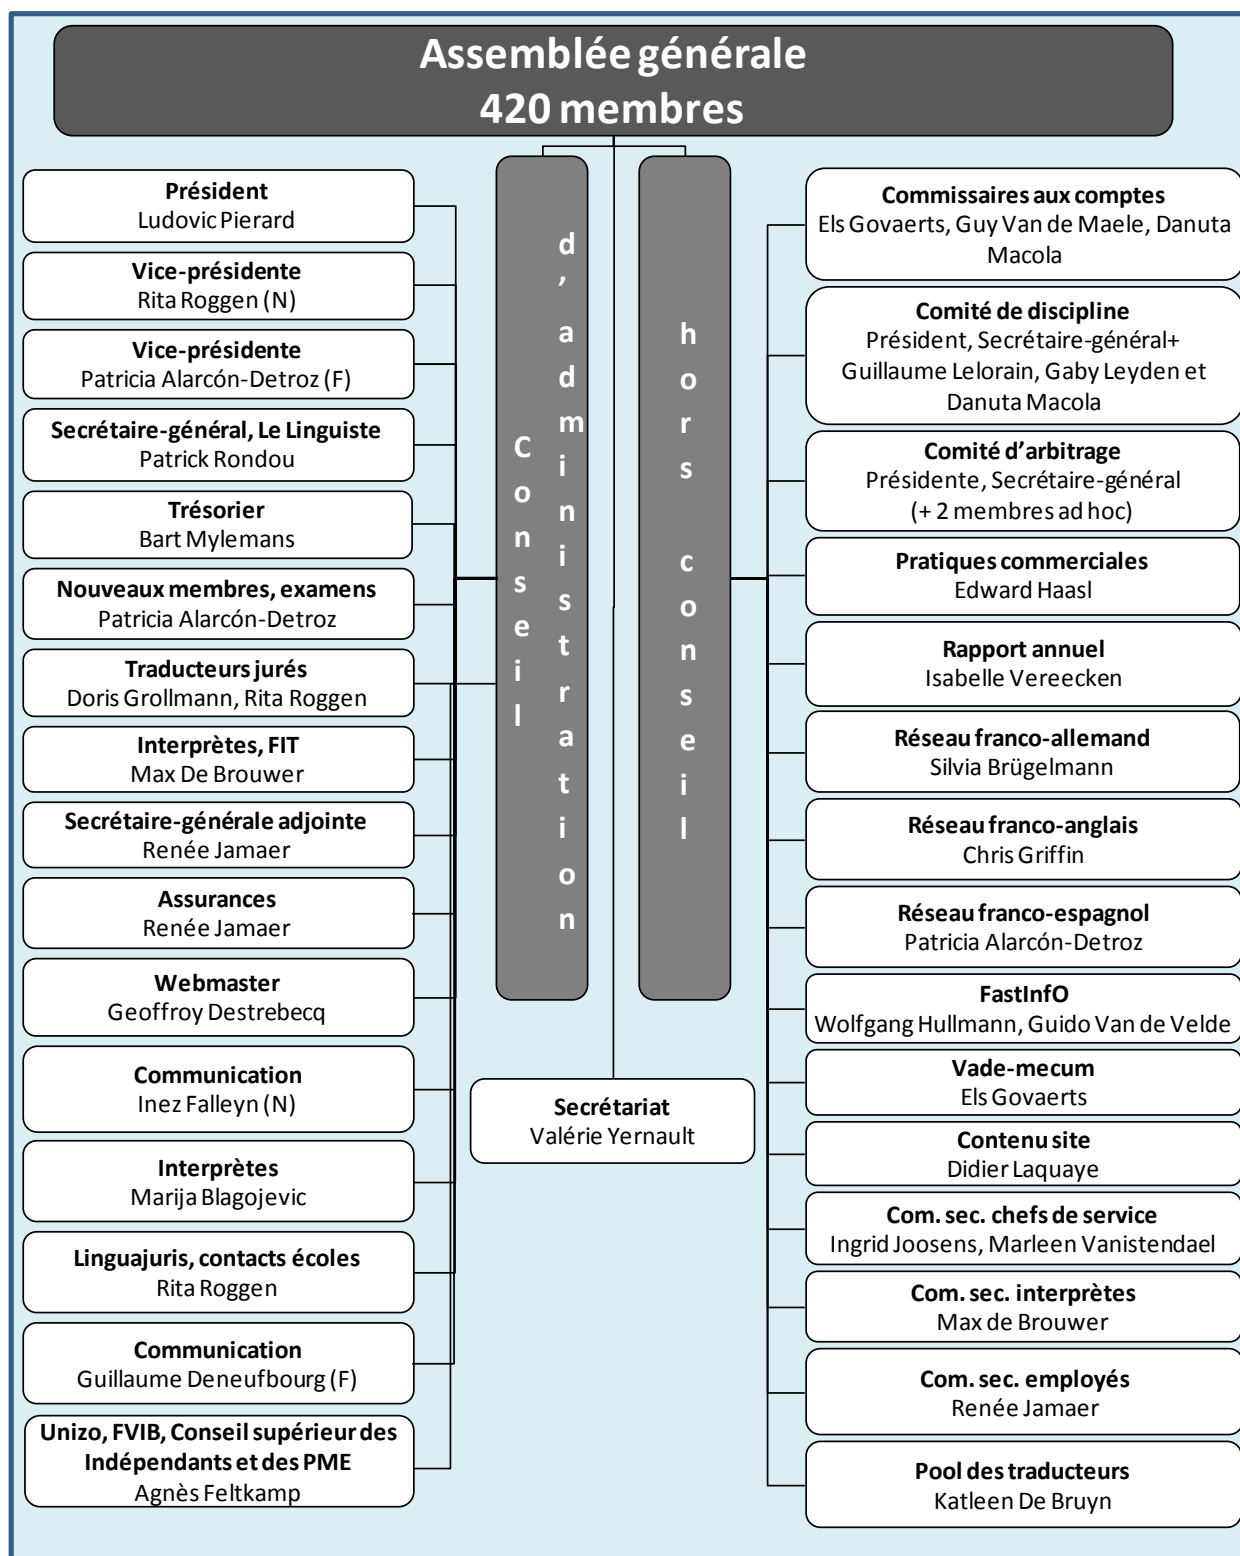 Assemblée générale
420 membres
Président
Ludovic Pierard
Vice-présidente
Rita Roggen (N)
Vice-présidente
Patricia Alarcón-Detroz (F)
Secrétaire-général, Le Linguiste
Patrick Rondou
Trésorier
Bart Mylemans
Nouveaux membres, examens
Patricia Alarcón-Detroz
Traducteurs jurés
Doris Grollmann, Rita Roggen
Interprètes, FIT
Max De Brouwer
Secrétaire-générale adjointe
Renée Jamaer
Assurances
Renée Jamaer
Webmaster
Geoffroy Destrebecq
Communication
Inez Falleyn (N)
Interprètes
Marija Blagojevic
Linguajuris, contacts écoles
Rita Roggen
Communication
Guillaume Deneufbourg (F)
Unizo, FVIB, Conseil supérieur des
Indépendants et des PME
Agnès Feltkamp
Conseil
d’administration
hors conseil
Secrétariat
Valérie Yernault
Commissaires aux comptes
Els Govaerts, Guy Van de Maele, Danuta
Macola
Comité de discipline
Président, Secrétaire-général+
Guillaume Lelorain, Gaby Leyden et
Danuta Macola
Comité d’arbitrage
Présidente, Secrétaire-général
(+ 2 membres ad hoc)
Pratiques commerciales
Edward Haasl
Rapport annuel
Isabelle Vereecken
Réseau franco-allemand
Silvia Brügelmann
Réseau franco-anglais
Chris Griffin
Réseau franco-espagnol
Patricia Alarcón-Detroz
FastInfO
Wolfgang Hullmann, Guido Van de Velde
Vade-mecum
Els Govaerts
Contenu site
Didier Laquaye
Com. sec. chefs de service
Ingrid Joosens, Marleen Vanistendael
Com. sec. interprètes
Max de Brouwer
Com. sec. employés
Renée Jamaer
Pool des traducteurs
Katleen De Bruyn